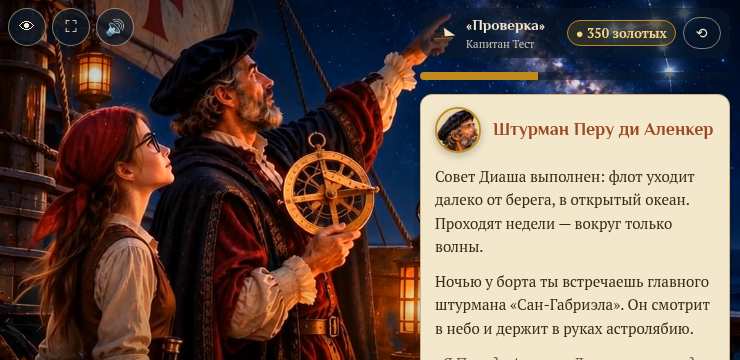 «Проверка»
Капитан Тест
350 золотых
Штурман Перу ди Аленкер
Совет Диаша выполнен: флот уходит
далеко от берега, в открытый океан.
Проходят недели — вокруг только
волны.
Ночью у борта ты встречаешь главного
штурмана «Сан-Габриэла». Он смотрит
в небо и держит в руках астролябию.